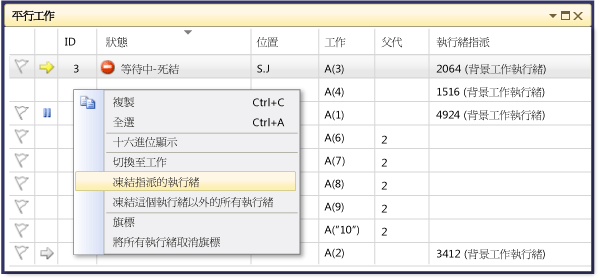 平行工作
ID 狀態 位置 工作 父代 執行緒指派
3 等待中-死結 S.J A(3) 2064 (背景工作執行緒)
A(4) 1516 (背景工作執行緒)
複製 Ctrl+C A(1) 4924 (背景工作執行緒)
全選 Ctrl+A
十六進位顯示 A(6) 2
切換至工作 A(7) 2
凍結指派的執行緒 A(8) 2
凍結這個執行緒以外的所有執行緒 A(9) 2
旗標 A("10") 2
將所有執行緒取消旗標 A(2) 3412 (背景工作執行緒)